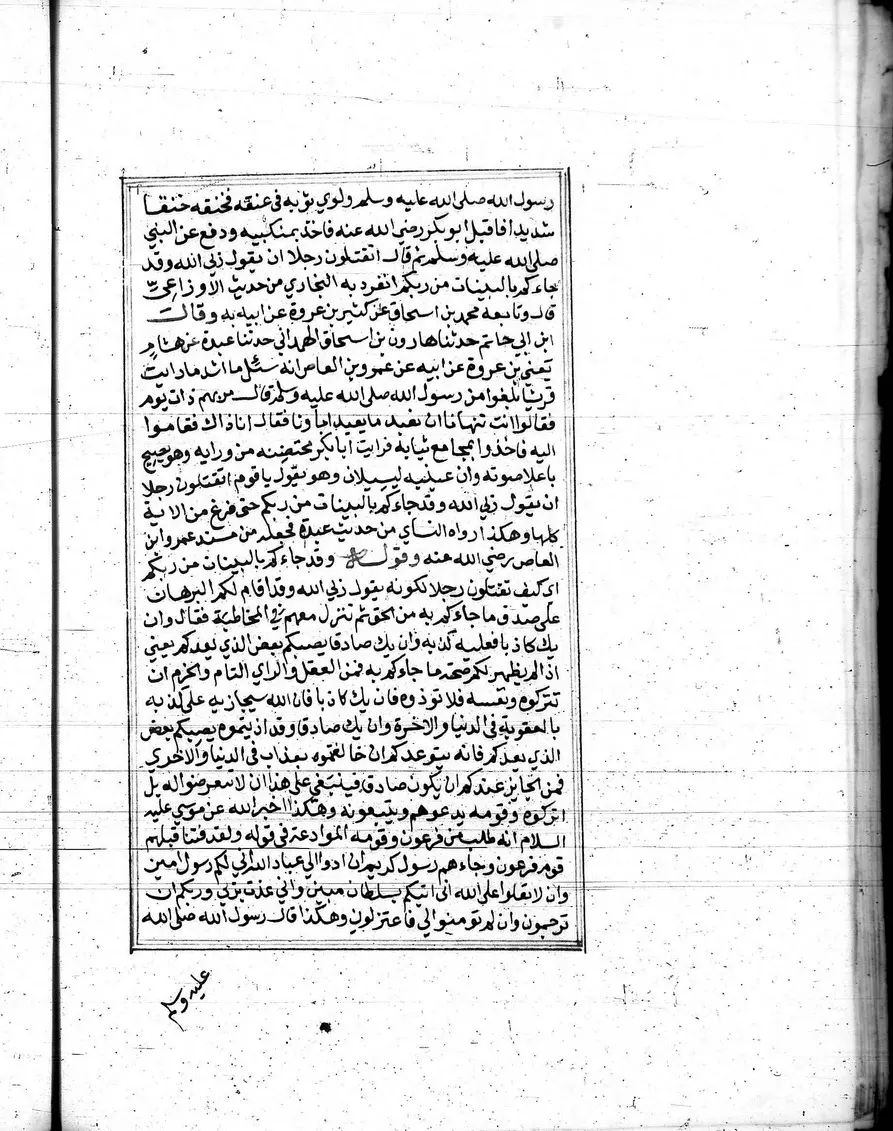 رسول الله صلى الله عليه وسلم ولوي ثوبه في عنقه فخنقه خنقا
شديدا فاقبل ابو بكر رضي الله عنه فاخذ بمنكبيه ودفع عن النبي
صلى الله عليه وسلم ثم قال اتقتلون رجلا ان يقول ربي الله وقد
جاءكم بالبينات من ربكم انفرد به البخاري من حديث الاوزاعي
قال وتابعه محمد بن اسحاق عن كثير بن عروة عن ابيه به وقال
ابن ابي حاتم حدثنا هارون بن اسحاق الهمداني حدثنا عبدة عن هشام
يعني بن عروة عن ابيه عن عمرو بن العاص انه سئل ما اشد ما رايت
قريشا بلغوا من رسول الله صلى الله عليه وسلم قال مر بهم ذات يوم
فقالوا انت تنهانا ان نعبد ما يعبد اباونا فقال انا ذاك فقاموا
اليه فاخذوا بمجامع ثيابه فرايت ابا بكر محتضنه من ورايه وهو يصيح
باعلا صوته وان عينيه ليسيلان وهو يقول يا قوم اتقتلون رجلا
ان يقول ربي الله وقد جاءكم بالبينات من ربكم حتى فرغ من الاية
كلها وهكذا رواه النساي من حديث عبدة فجعله من مسند عمرو ابن
العاص رضي الله عنه وقوله وقد جاءكم بالبينات من ربكم
اي كيف تقتلون رجلا لكونه يقول ربي الله وقد اقام لكم البرهان
على صدق ما جاءكم به من الحق ثم تنزل معهم في المخاطبة فقال وان
يك كاذبا فعليه كذبه وان يك صادقا يصبكم بعض الذي يعدكم يعني
اذا لم يظهر لكم صحة ما جاءكم به فمن العقل والراي التام والحزم ان
تتركوه ونفسه فلا توذوه فان يك كاذبا فان الله سيجازيه على كذبه
بالعقوبة في الدنيا والاخرة وان يك صادقا وقد اذيتموه يصبكم بعض
الذي يعدكم فانه يتوعدكم ان خالفتموه بعذاب في الدنيا والاخري
فمن الجايز عندكم ان يكون صادقا فينبغي على هذا ان لا تتعرضوا له بل
اتركوه وقومه يدعوهم ويتبعونه وهكذا اخبر الله عن موسي عليه
السلام انه طلب من فرعون وقومه الموادعة في قوله ولقد فتنا قبلهم
قوم فرعون وجاءهم رسول كريم ان ادوا الي عباد الله اني لكم رسول امين
وان لا تعلوا على الله اني اتيكم بسلطان مبين واني عذت بربي وربكم ان
ترجمون وان لم تومنوا لي فاعتزلون وهكذا قال رسول الله صلى الله
عليه وسلم